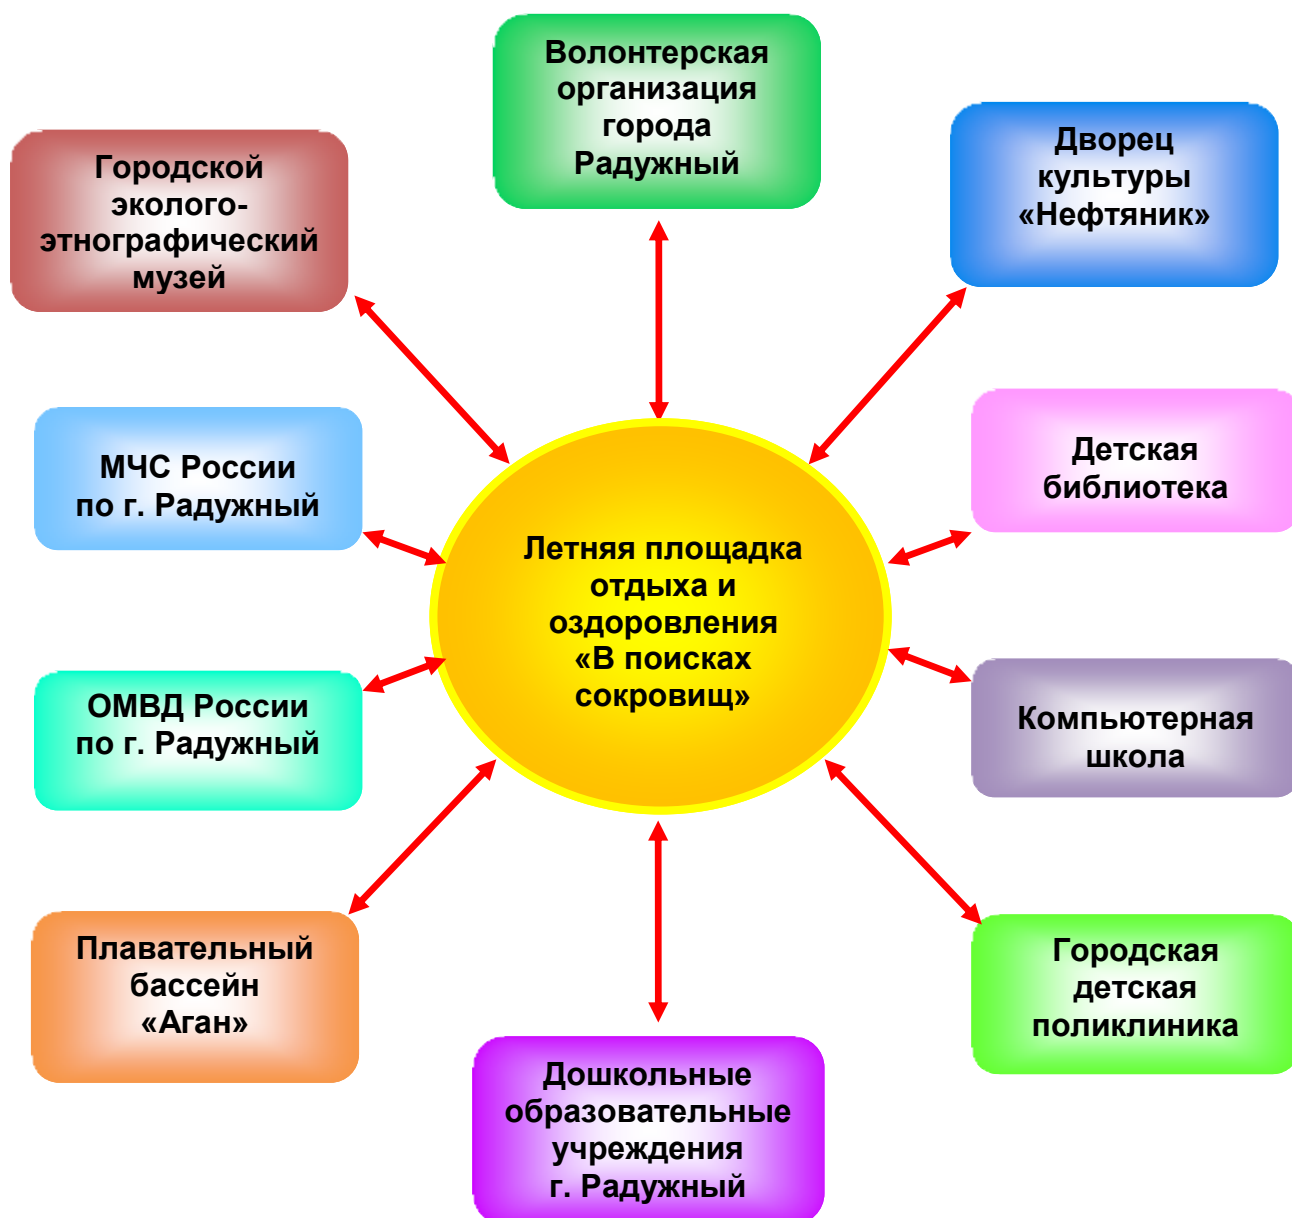 Волонтерская
организация
города
Радужный
Городской
эколого-
этнографический
музей
Дворец
культуры
«Нефтяник»
МЧС России
по г. Радужный
Детская
библиотека
Летняя площадка
отдыха и
оздоровления
«В поисках
сокровищ»
ОМВД России
по г. Радужный
Компьютерная
школа
Плавательный
бассейн
«Аган»
Городская
детская
поликлиника
Дошкольные
образовательные
учреждения
г. Радужный